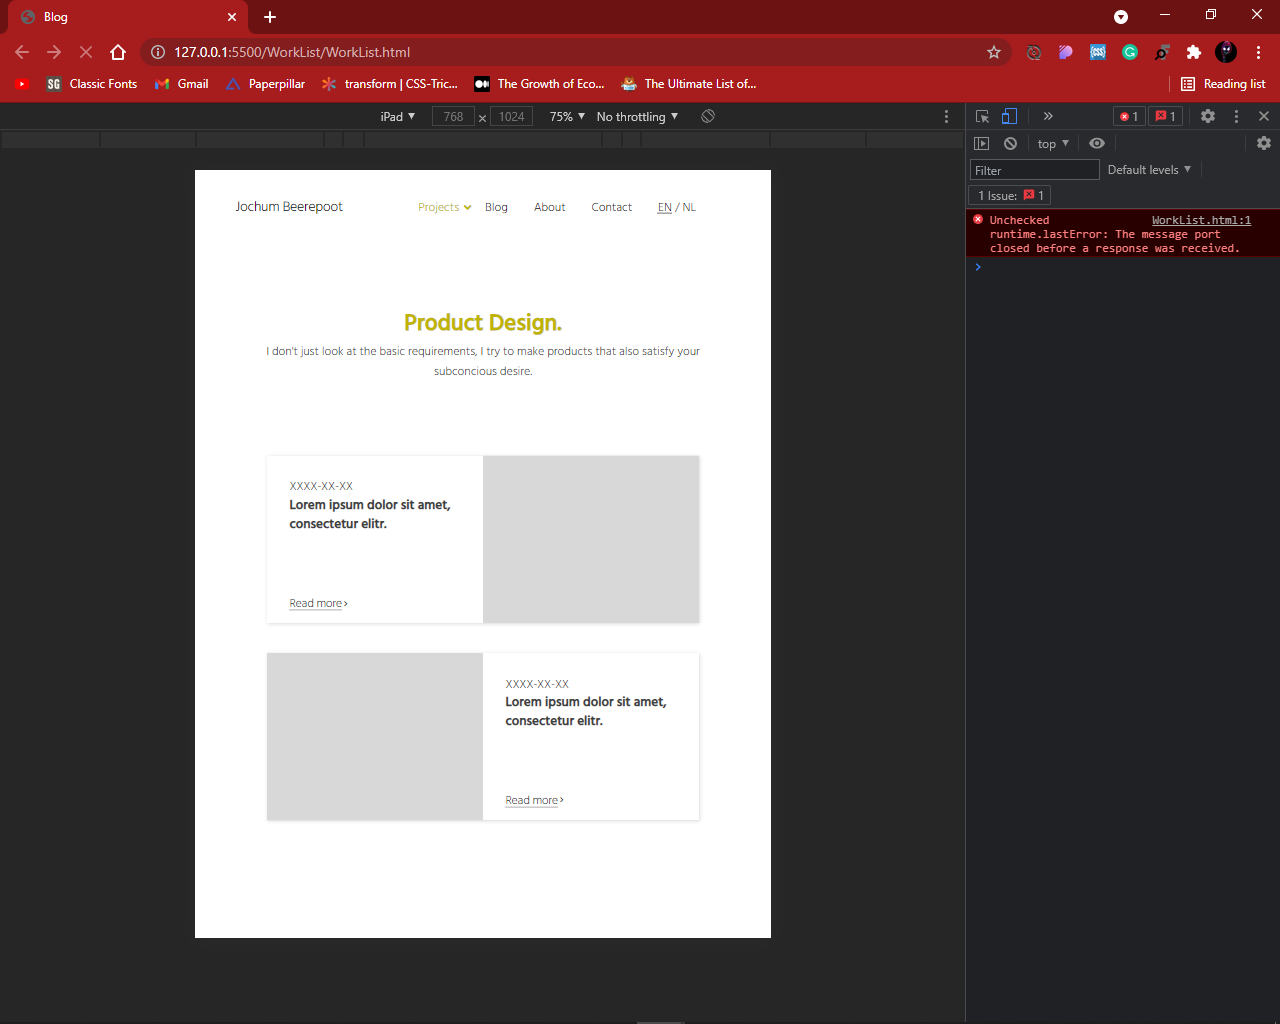 Blog
127.0.0.1:5500/WorkList/WorkList.html
SG Classic Fonts Gmail Paperpillar transform | CSS-Tric... The Growth of Eco... The Ultimate List of... Reading list
iPad 768 × 1024 75% No throttling
1 1
top
Filter Default levels
1 Issue: 1
Unchecked WorkList.html:1
runtime.lastError: The message port
closed before a response was received.
Jochum Beerepoot Projects Blog About Contact EN / NL
Product Design.
I don't just look at the basic requirements, I try to make products that also satisfy your
subconcious desire.
XXXX-XX-XX
Lorem ipsum dolor sit amet,
consectetur elitr.
Read more
XXXX-XX-XX
Lorem ipsum dolor sit amet,
consectetur elitr.
Read more